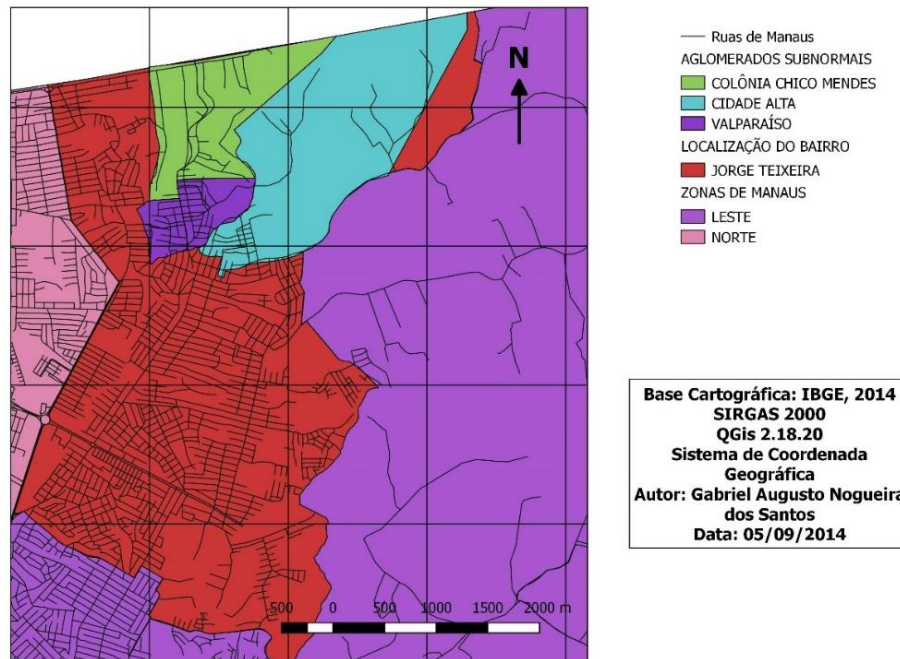 N
Ruas de Manaus
AGLOMERADOS SUBNORMAIS
COLÔNIA CHICO MENDES
CIDADE ALTA
VALPARAÍSO
LOCALIZAÇÃO DO BAIRRO
JORGE TEIXEIRA
ZONAS DE MANAUS
LESTE
NORTE
Base Cartográfica: IBGE, 2014
SIRGAS 2000
QGis 2.18.20
Sistema de Coordenada
Geográfica
Autor: Gabriel Augusto Nogueira
dos Santos
Data: 05/09/2014
500 0 500 1000 1500 2000 m